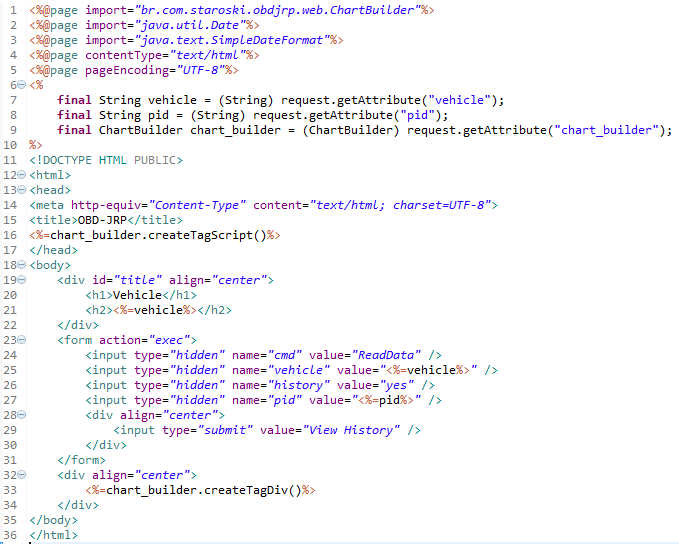 1 <%@page import="br.com.staroski.obdjrp.web.ChartBuilder"%>
2 <%@page import="java.util.Date"%>
3 <%@page import="java.text.SimpleDateFormat"%>
4 <%@page contentType="text/html"%>
5 <%@page pageEncoding="UTF-8"%>
6 <%
7     final String vehicle = (String) request.getAttribute("vehicle");
8     final String pid = (String) request.getAttribute("pid");
9     final ChartBuilder chart_builder = (ChartBuilder) request.getAttribute("chart_builder");
10 %>
11 <!DOCTYPE HTML PUBLIC>
12 <html>
13 <head>
14 <meta http-equiv="Content-Type" content="text/html; charset=UTF-8">
15 <title>OBD-JRP</title>
16 <%=chart_builder.createTagScript()%>
17 </head>
18 <body>
19     <div id="title" align="center">
20         <h1>Vehicle</h1>
21         <h2><%=vehicle%></h2>
22     </div>
23     <form action="exec">
24         <input type="hidden" name="cmd" value="ReadData" />
25         <input type="hidden" name="vehicle" value="<%=vehicle%>" />
26         <input type="hidden" name="history" value="yes" />
27         <input type="hidden" name="pid" value="<%=pid%>" />
28         <div align="center">
29             <input type="submit" value="View History" />
30         </div>
31     </form>
32     <div align="center">
33         <%=chart_builder.createTagDiv()%>
34     </div>
35 </body>
36 </html>